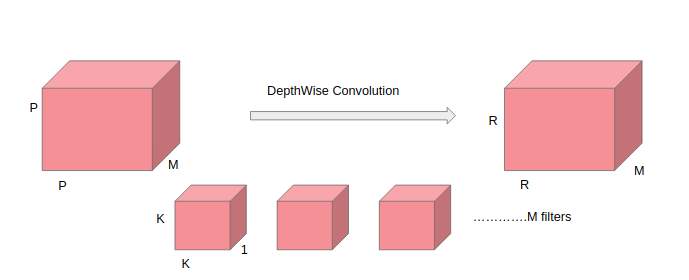 DepthWise Convolution
P
P
M
R
R
M
K
K
1
.............M filters